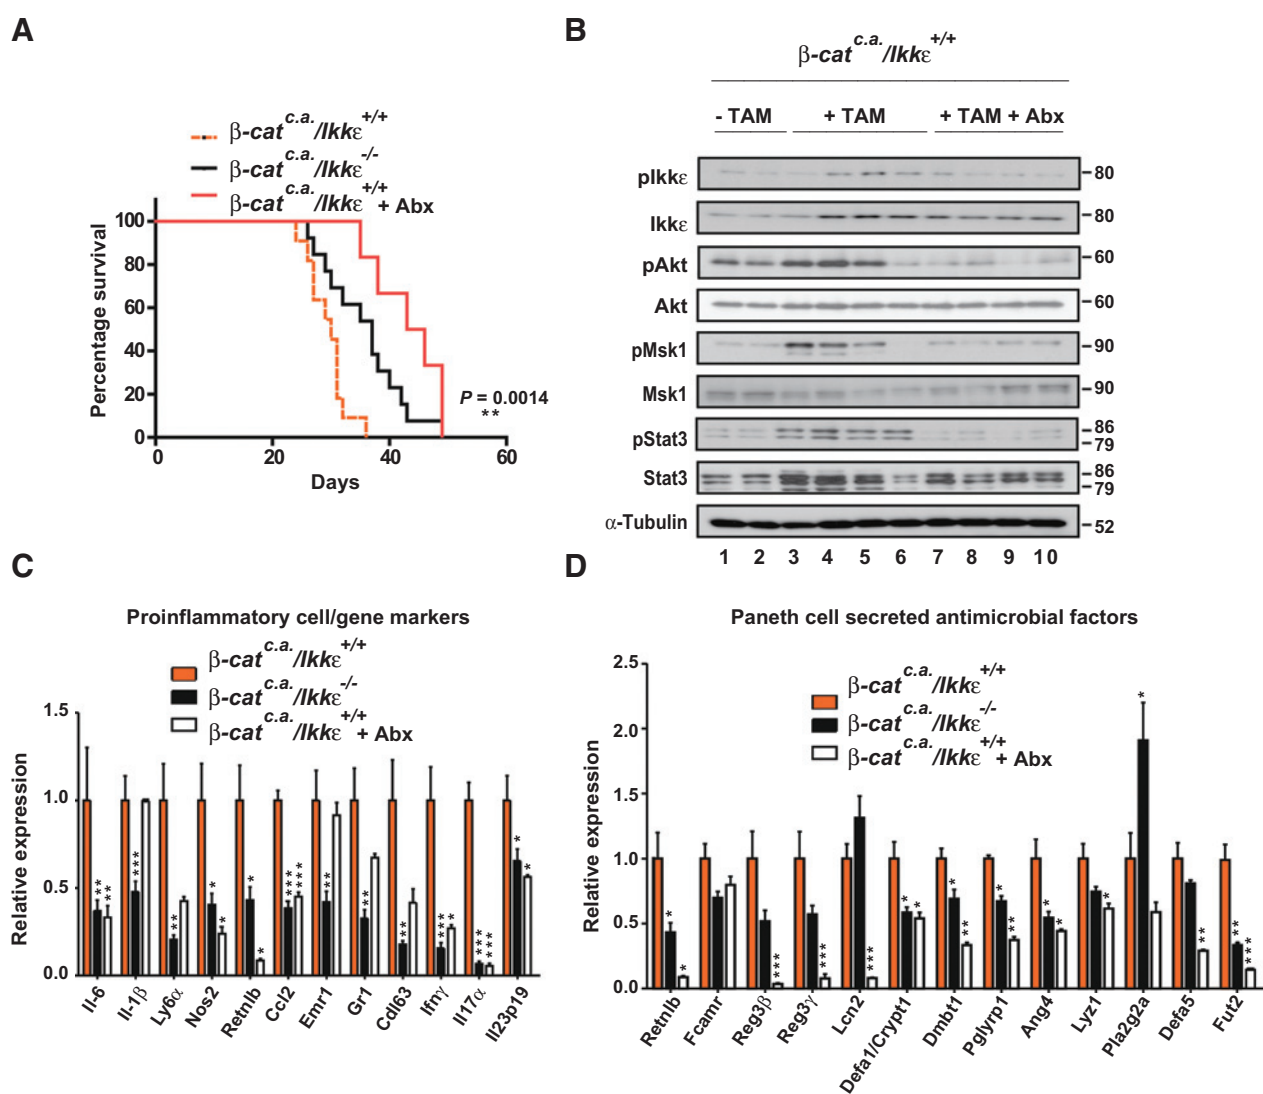 A
β-cat^c.a./Ikkε^+/+
β-cat^c.a./Ikkε^-/-
β-cat^c.a./Ikkε^+/+ + Abx
Percentage survival
100
80
60
40
20
0
0 20 40 60
Days
P = 0.0014
**
B
β-cat^c.a./Ikkε^+/+
- TAM + TAM + TAM + Abx
pIkkε 80
Ikkε 80
pAkt 60
Akt 60
pMsk1 90
Msk1 90
pStat3 86
79
Stat3 86
79
α-Tubulin 52
1 2 3 4 5 6 7 8 9 10
C
Proinflammatory cell/gene markers
β-cat^c.a./Ikkε^+/+
β-cat^c.a./Ikkε^-/-
β-cat^c.a./Ikkε^+/+ + Abx
Relative expression
1.5
1.0
0.5
0.0
** ** *** ** * * * * *** *** ** ** ** *** ** *** *** * *
Il-6 Il-1β Ly6α Nos2 Retnlb Ccl2 Emr1 Gr1 Cdl63 Ifnγ Il17α Il23p19
D
Paneth cell secreted antimicrobial factors
β-cat^c.a./Ikkε^+/+
β-cat^c.a./Ikkε^-/-
β-cat^c.a./Ikkε^+/+ + Abx
Relative expression
2.5
2.0
1.5
1.0
0.5
0.0
* * *** *** *** * * * ** * ** * * * * ** ** ***
Retnlb Fcamr Reg3β Reg3γ Lcn2 Defa1/Crypt1 Dmbt1 Pglyrp1 Ang4 Lyz1 Pla2g2a Defa5 Fut2